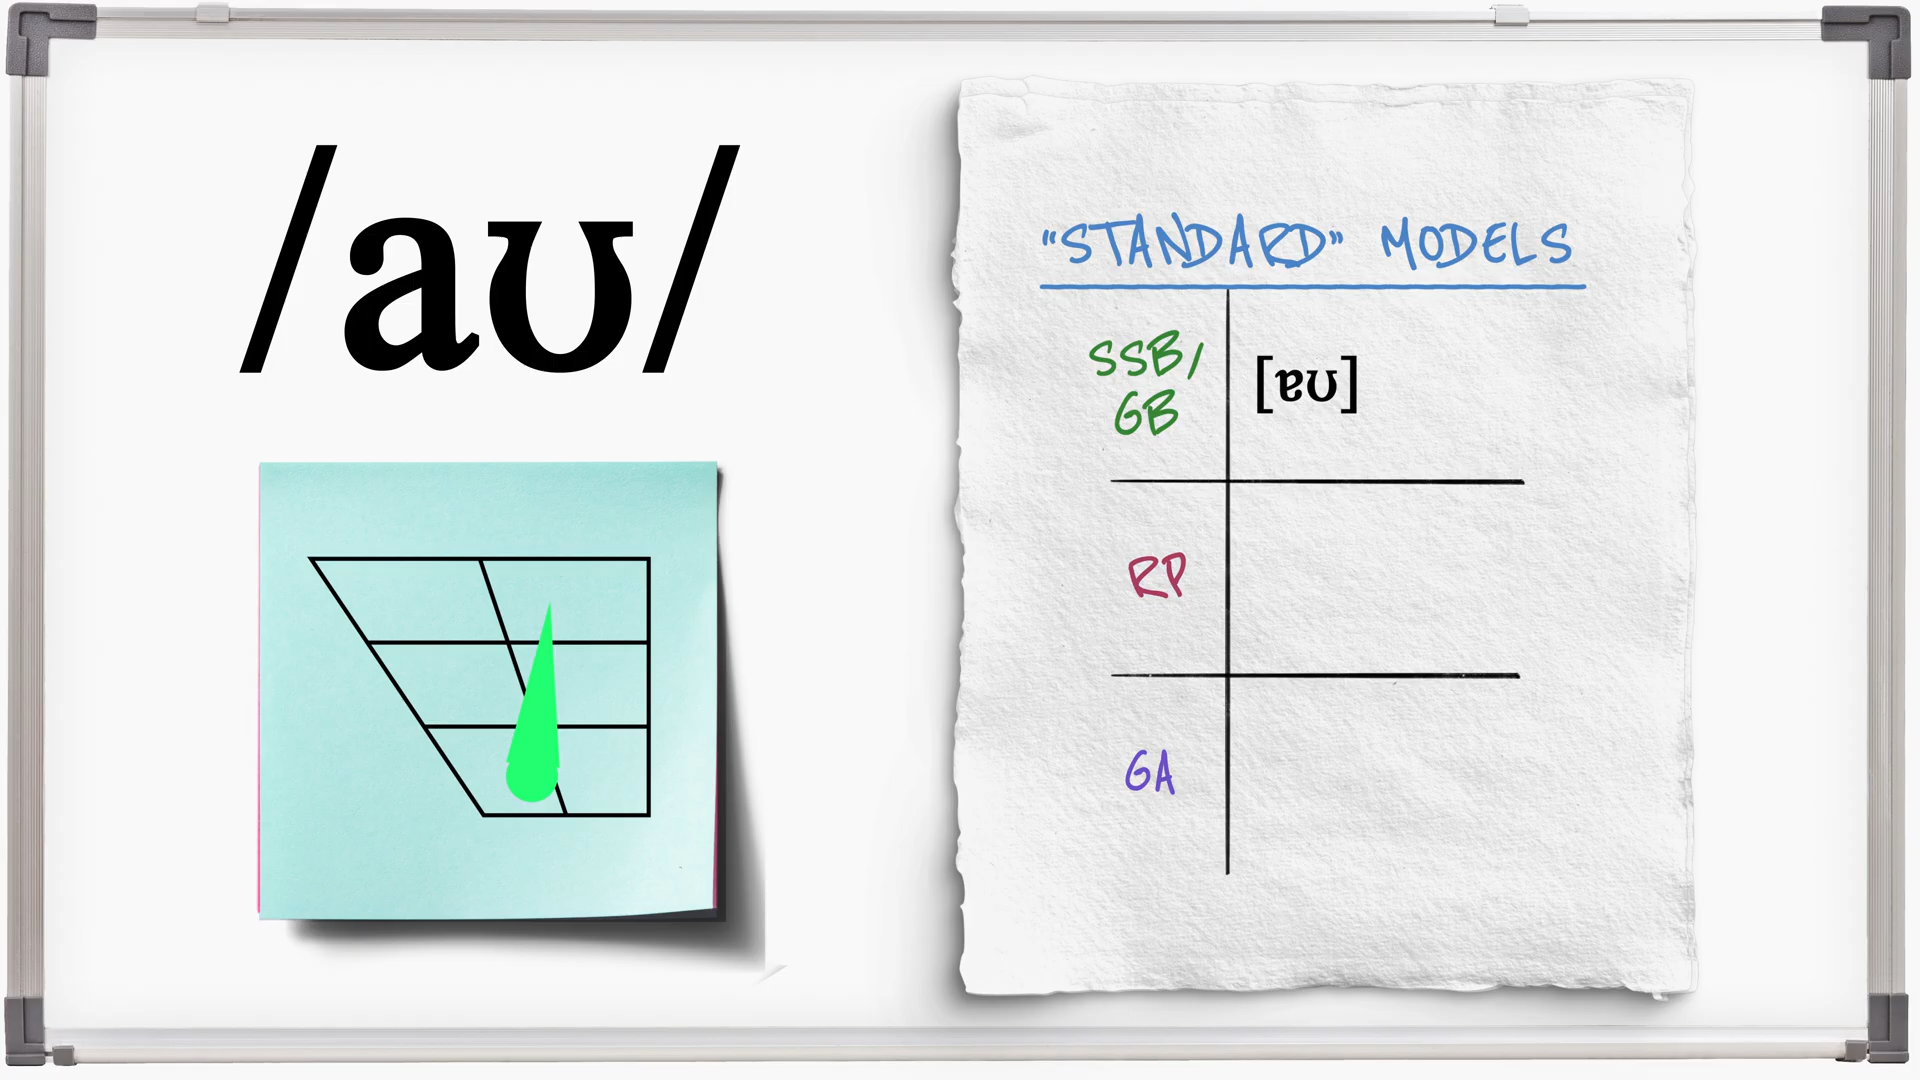 /aʊ/
“STANDARD” MODELS
SSB/
GB
[ɐʊ]
RP
GA